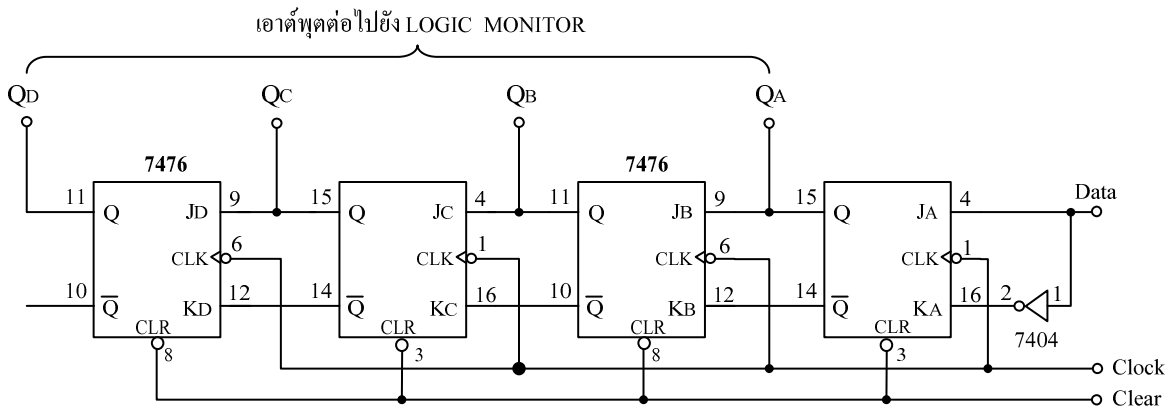 เอาต์พุตต่อไปยัง LOGIC MONITOR
QD QC QB QA
7476 7476
11 Q JD 9 15 Q JC 4 11 Q JB 9 15 Q JA 4 Data
CLK 6 CLK 1 CLK 6 CLK 1
10 Q̅ KD 12 14 Q̅ KC 16 10 Q̅ KB 12 14 Q̅ KA 16 2 1
CLR CLR CLR CLR 7404
8 3 8 3
Clock
Clear